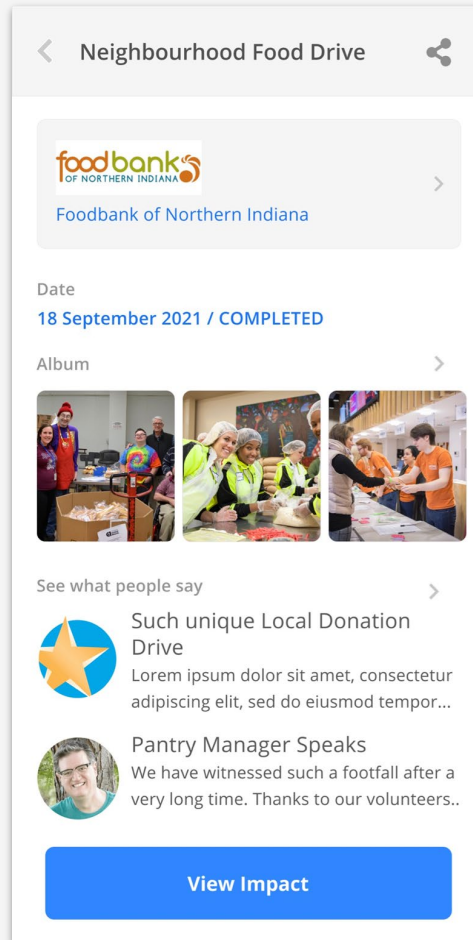 Neighbourhood Food Drive
foodbank
OF NORTHERN INDIANA
Foodbank of Northern Indiana
Date
18 September 2021 / COMPLETED
Album
See what people say
Such unique Local Donation
Drive
Lorem ipsum dolor sit amet, consectetur
adipiscing elit, sed do eiusmod tempor...
Pantry Manager Speaks
We have witnessed such a footfall after a
very long time. Thanks to our volunteers..
View Impact